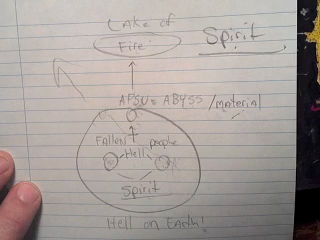 Lake of
Fire
Spirit
APSU = ABYSS / material
Fallen people
Hell
Spirit
Hell on Earth!